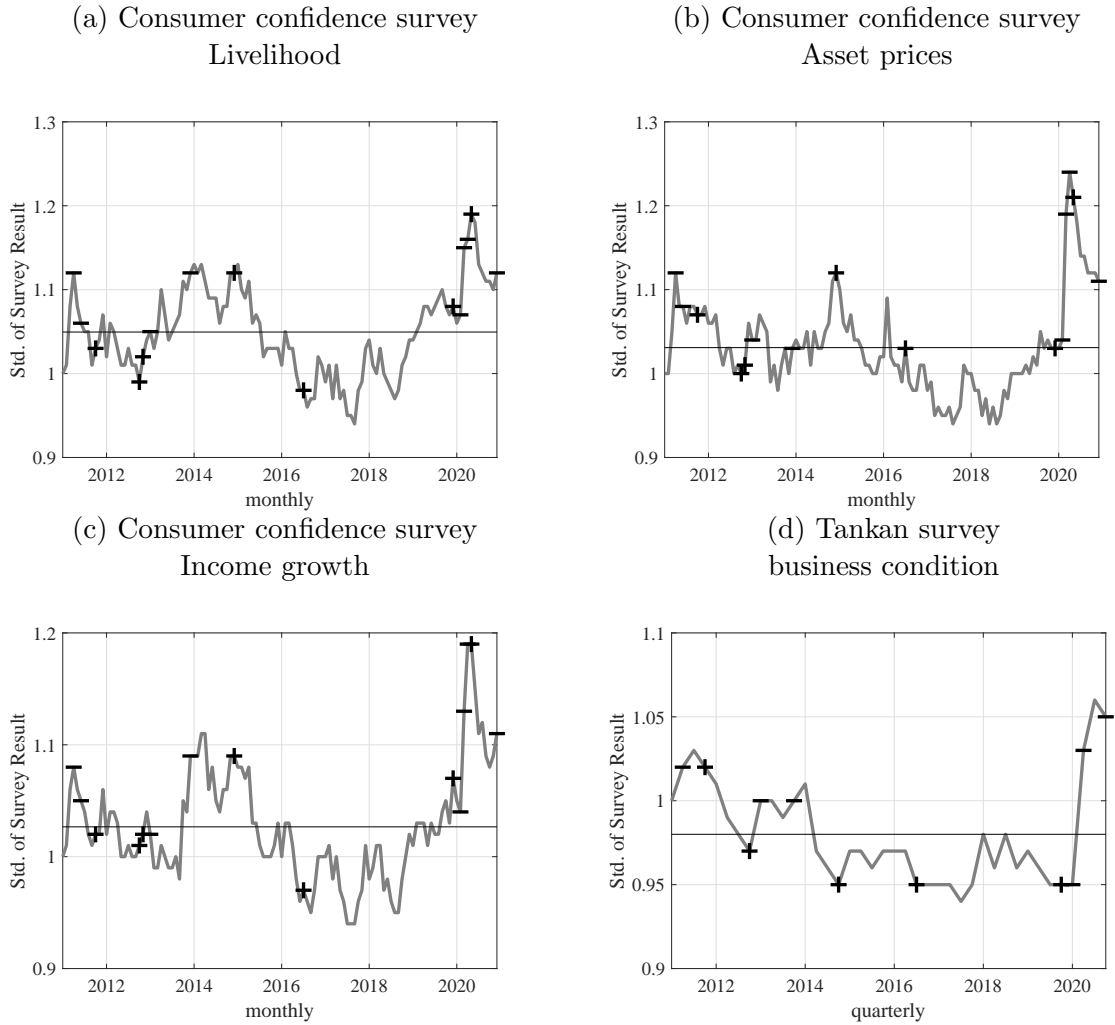 (a) Consumer confidence survey
Livelihood
Std. of Survey Result
1.3
1.2
1.1
1
0.9
2012 2014 2016 2018 2020
monthly
(b) Consumer confidence survey
Asset prices
Std. of Survey Result
1.3
1.2
1.1
1
0.9
2012 2014 2016 2018 2020
monthly
(c) Consumer confidence survey
Income growth
Std. of Survey Result
1.2
1.1
1
0.9
2012 2014 2016 2018 2020
monthly
(d) Tankan survey
business condition
Std. of Survey Result
1.1
1.05
1
0.95
0.9
2012 2014 2016 2018 2020
quarterly